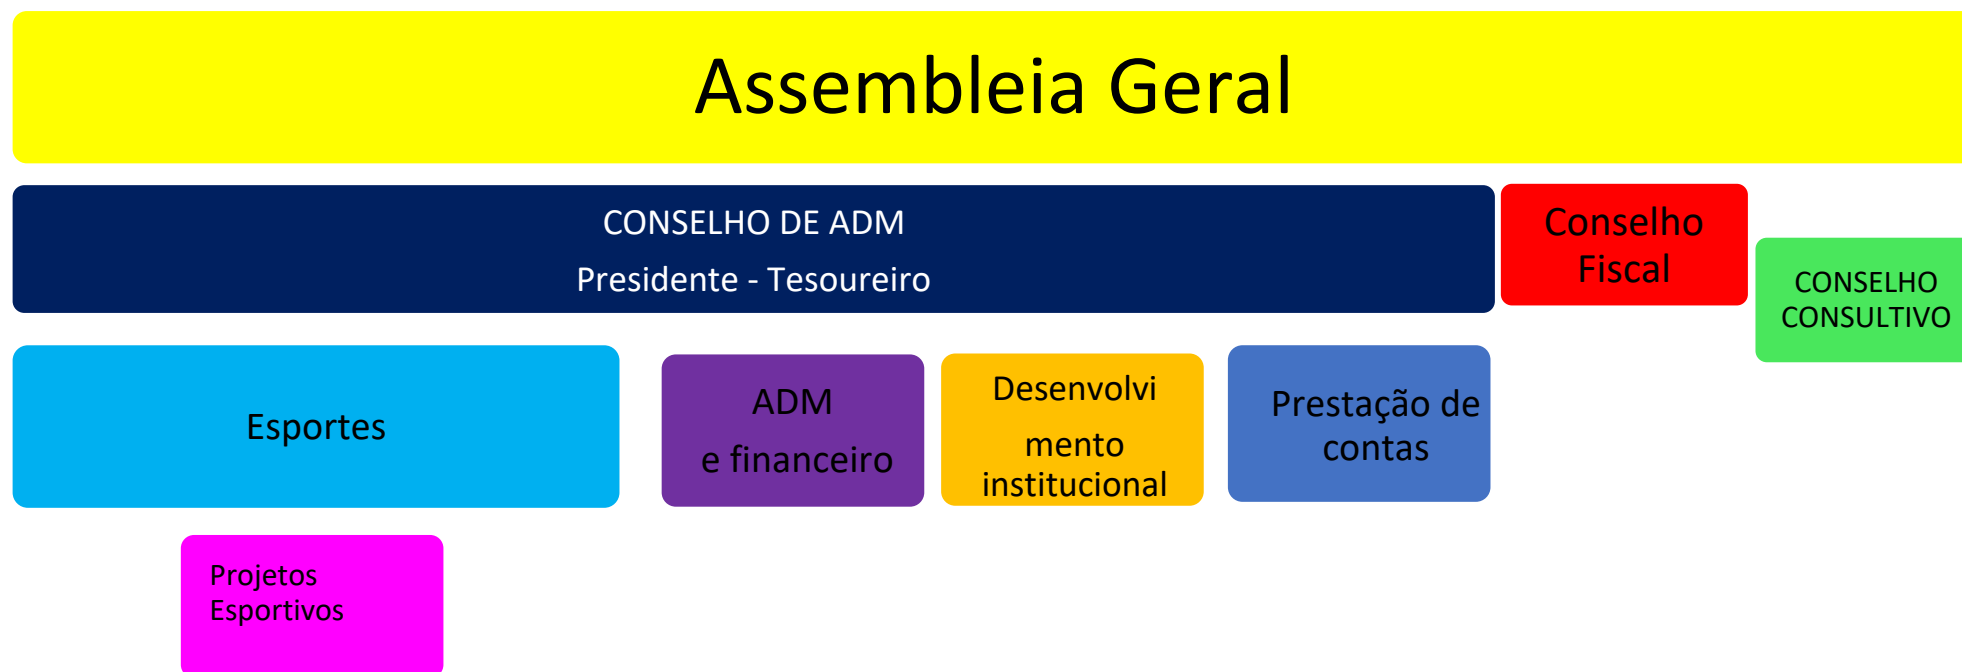 Assembleia Geral
CONSELHO DE ADM
Presidente - Tesoureiro
Conselho
Fiscal
CONSELHO
CONSULTIVO
Esportes
ADM
e financeiro
Desenvolvi
mento
institucional
Prestação de
contas
Projetos
Esportivos